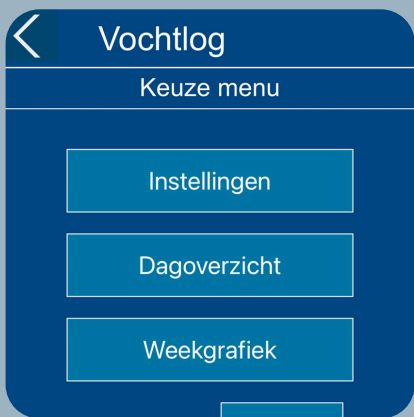 Vochtlog
Keuze menu
Instellingen
Dagoverzicht
Weekgrafiek